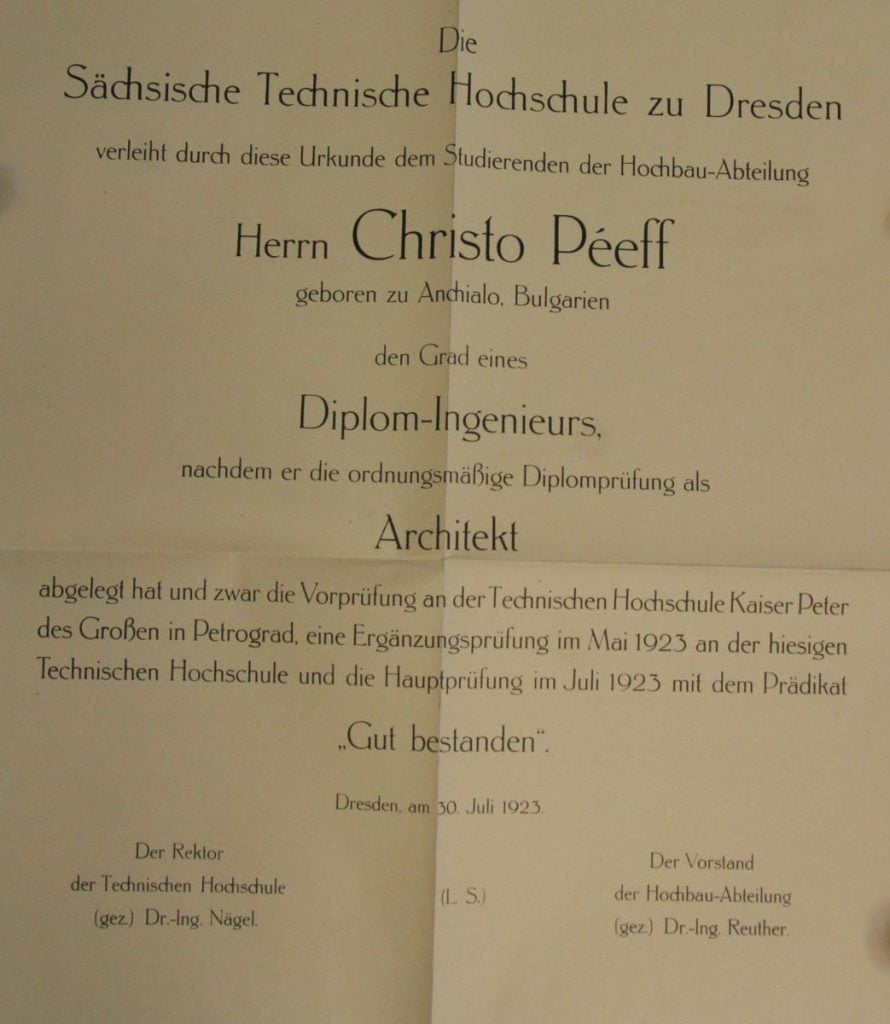 Die
Sächsische Technische Hochschule zu Dresden
verleiht durch diese Urkunde dem Studierenden der Hochbau-Abteilung
Herrn Christo Péeff
geboren zu Anchialo, Bulgarien
den Grad eines
Diplom-Ingenieurs,
nachdem er die ordnungsmäßige Diplomprüfung als
Architekt
abgelegt hat und zwar die Vorprüfung an der Technischen Hochschule Kaiser Peter
des Großen in Petrograd, eine Ergänzungsprüfung im Mai 1923 an der hiesigen
Technischen Hochschule und die Hauptprüfung im Juli 1923 mit dem Prädikat
„Gut bestanden“.
Dresden, am 30. Juli 1923.
Der Rektor
der Technischen Hochschule
(gez.) Dr.-Ing. Nägel.
(L. S.)
Der Vorstand
der Hochbau-Abteilung
(gez.) Dr.-Ing. Reuther.